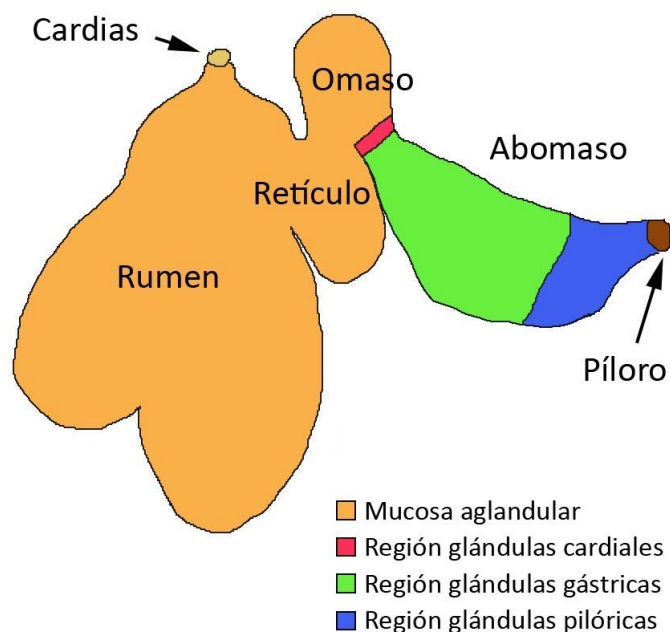 Cardias
Omaso
Abomaso
Retículo
Rumen
Píloro
Mucosa aglandular
Región glándulas cardiales
Región glándulas gástricas
Región glándulas pilóricas